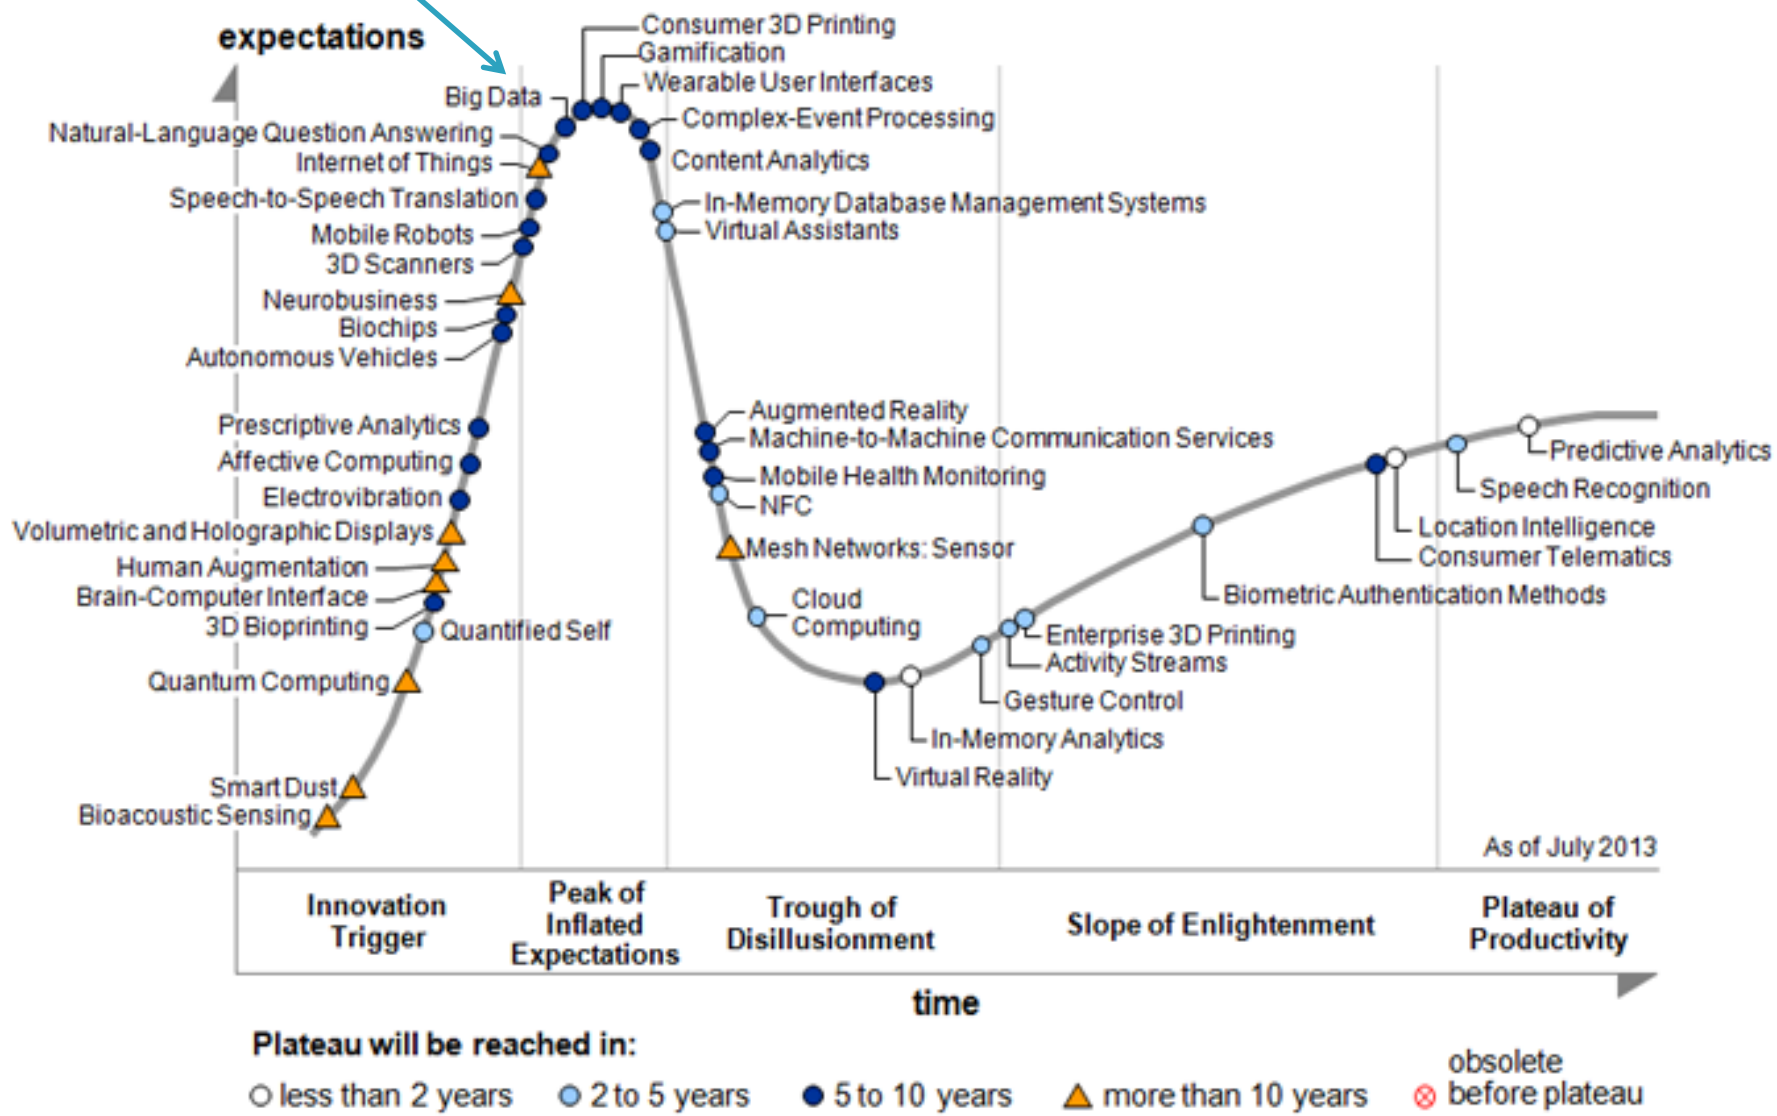 expectations
Consumer 3D Printing
Gamification
Wearable User Interfaces
Big Data
Complex-Event Processing
Natural-Language Question Answering
Content Analytics
Internet of Things
Speech-to-Speech Translation
In-Memory Database Management Systems
Mobile Robots
Virtual Assistants
3D Scanners
Neurobusiness
Biochips
Autonomous Vehicles
Prescriptive Analytics
Affective Computing
Electrovibration
Volumetric and Holographic Displays
Human Augmentation
Brain-Computer Interface
3D Bioprinting
Quantified Self
Quantum Computing
Smart Dust
Bioacoustic Sensing
Augmented Reality
Machine-to-Machine Communication Services
Mobile Health Monitoring
NFC
Mesh Networks: Sensor
Cloud
Computing
Virtual Reality
In-Memory Analytics
Gesture Control
Activity Streams
Enterprise 3D Printing
Biometric Authentication Methods
Consumer Telematics
Location Intelligence
Speech Recognition
Predictive Analytics
As of July 2013
Innovation
Trigger
Peak of
Inflated
Expectations
Trough of
Disillusionment
Slope of Enlightenment
Plateau of
Productivity
time
Plateau will be reached in:
less than 2 years
2 to 5 years
5 to 10 years
more than 10 years
obsolete
before plateau